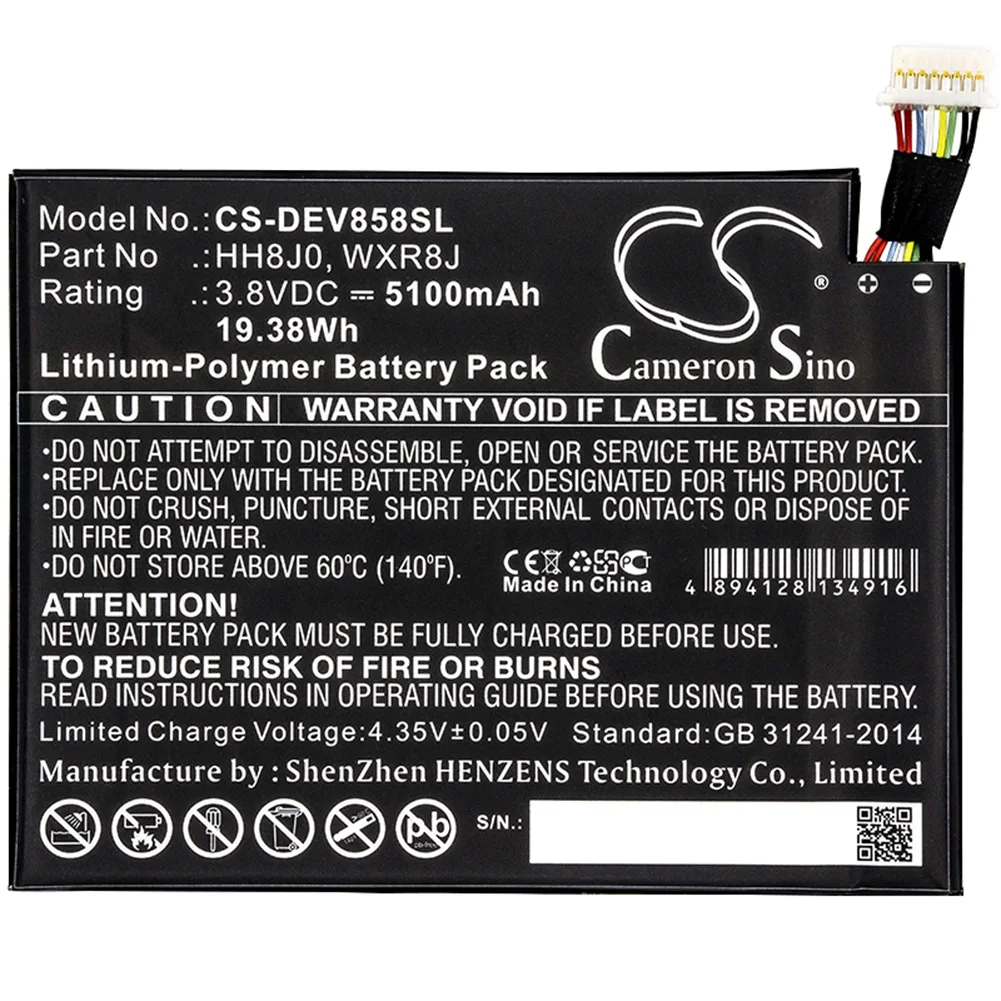 Model No.: CS-DEV858SL
Part No .: HH8J0, WXR8J
Rating .: 3.8VDC ⎓ 5100mAh
19.38Wh
Lithium-Polymer Battery Pack
Cameron Sino
®
CAUTION WARRANTY VOID IF LABEL IS REMOVED
•DO NOT ATTEMPT TO DISASSEMBLE, OPEN OR SERVICE THE BATTERY PACK.
•REPLACE ONLY WITH THE BATTERY PACK DESIGNATED FOR THIS PRODUCT.
•DO NOT CRUSH, PUNCTURE, SHORT EXTERNAL CONTACTS OR DISPOSE OF
IN FIRE OR WATER.
•DO NOT STORE ABOVE 60°C (140°F).
CE
Made In China
4 894128 134916
ATTENTION!
NEW BATTERY PACK MUST BE FULLY CHARGED BEFORE USE.
TO REDUCE RISK OF FIRE OR BURNS
READ INSTRUCTIONS IN OPERATING GUIDE BEFORE USING THE BATTERY.
Limited Charge Voltage:4.35V±0.05V Standard:GB 31241-2014
Manufactured by : ShenZhen HENZENS Technology Co., Limited
Pb
pb-free
S/N.: